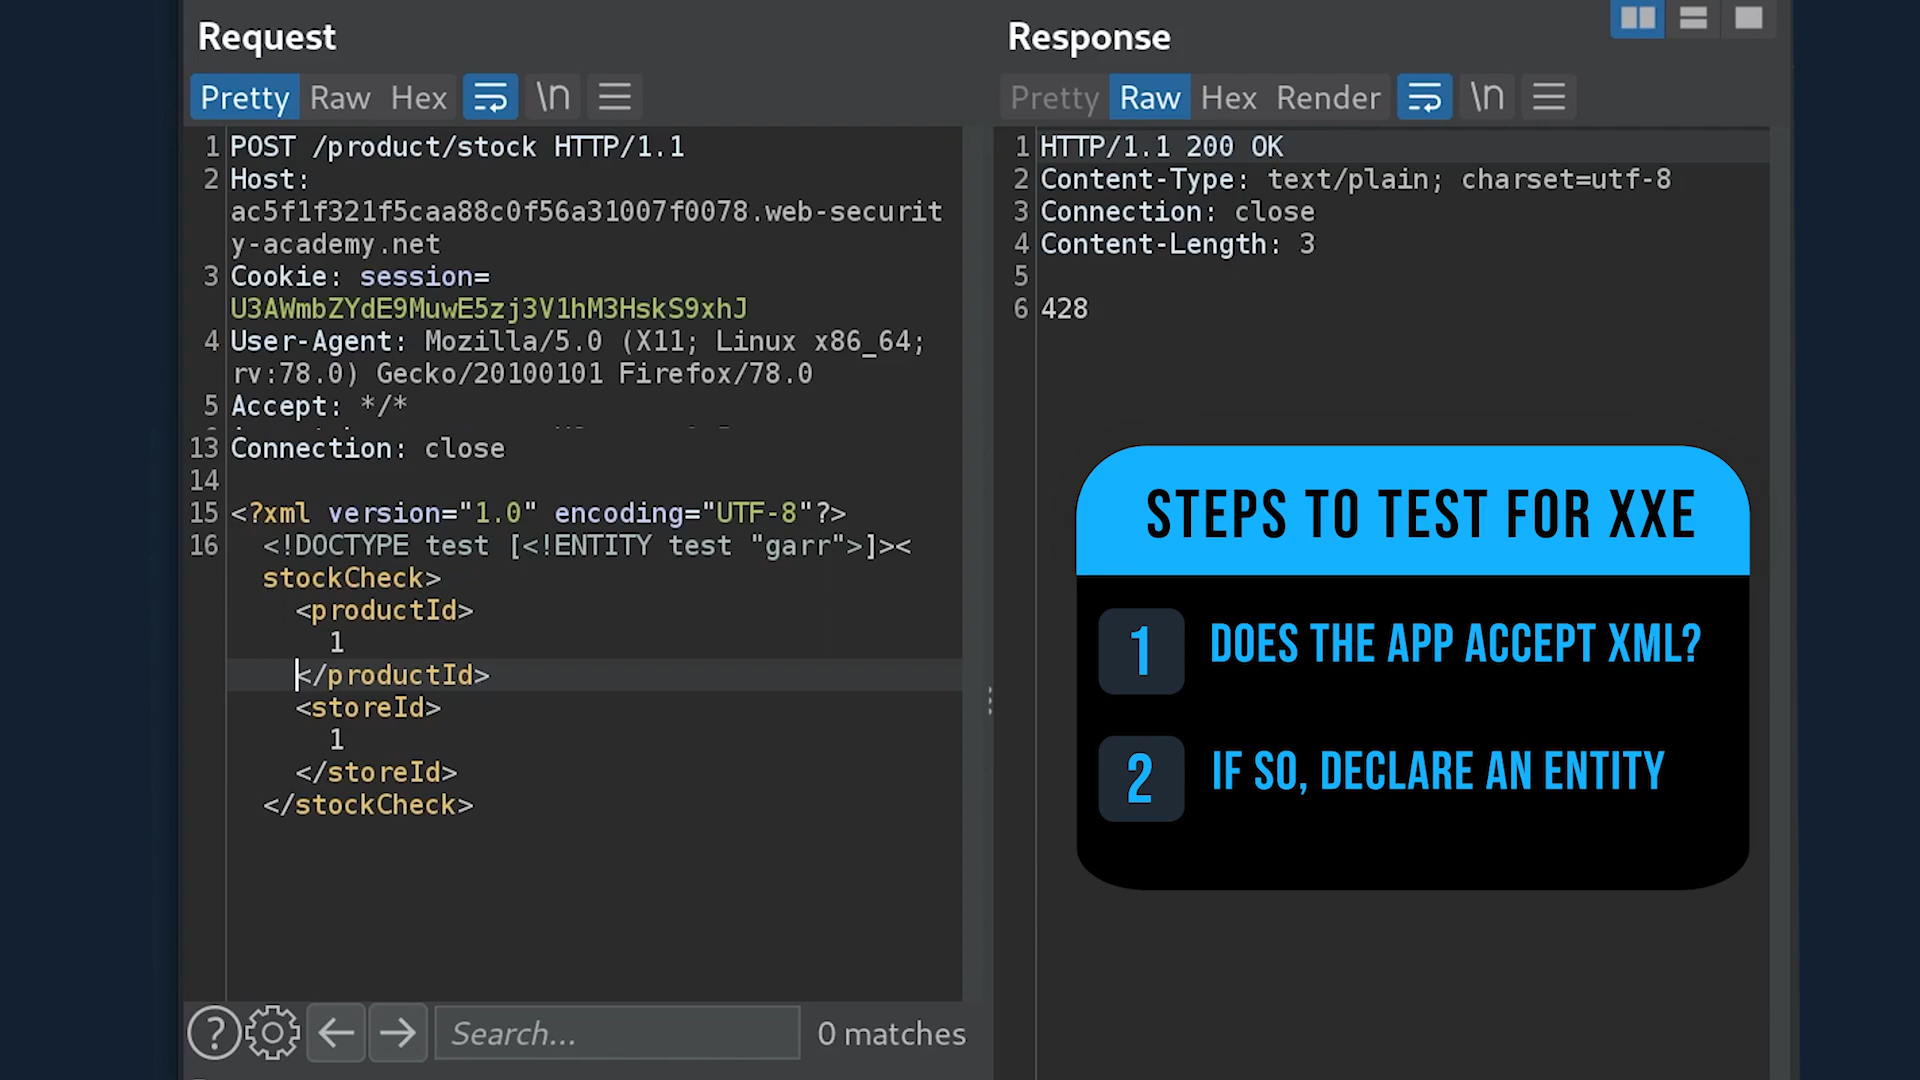 Request
Pretty Raw Hex \n
1 POST /product/stock HTTP/1.1
2 Host:
ac5f1f321f5caa88c0f56a31007f0078.web-securit
y-academy.net
3 Cookie: session=
U3AWmbZYdE9MuwE5zj3V1hM3HskS9xhJ
4 User-Agent: Mozilla/5.0 (X11; Linux x86_64;
rv:78.0) Gecko/20100101 Firefox/78.0
5 Accept: */*
13 Connection: close
14
15 <?xml version="1.0" encoding="UTF-8"?>
16 <!DOCTYPE test [<!ENTITY test "garr">]><
stockCheck>
<productId>
1
</productId>
<storeId>
1
</storeId>
</stockCheck>
? Search... 0 matches
Response
Pretty Raw Hex Render \n
1 HTTP/1.1 200 OK
2 Content-Type: text/plain; charset=utf-8
3 Connection: close
4 Content-Length: 3
5
6 428
STEPS TO TEST FOR XXE
1 DOES THE APP ACCEPT XML?
2 IF SO, DECLARE AN ENTITY